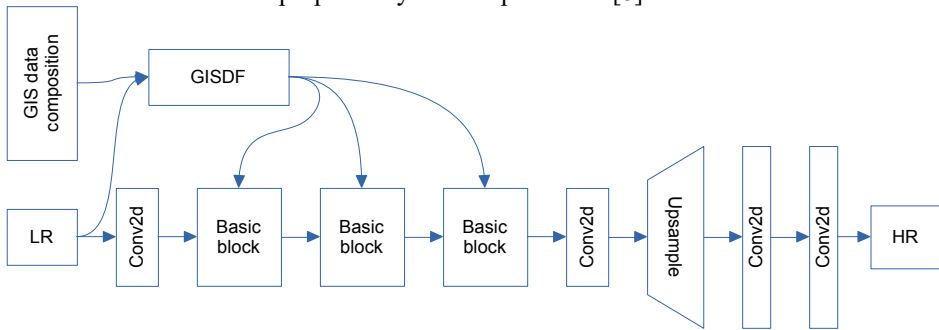 GIS data
composition
GISDF
LR
Conv2d
Basic
block
Basic
block
Basic
block
Conv2d
Upsample
Conv2d
Conv2d
HR